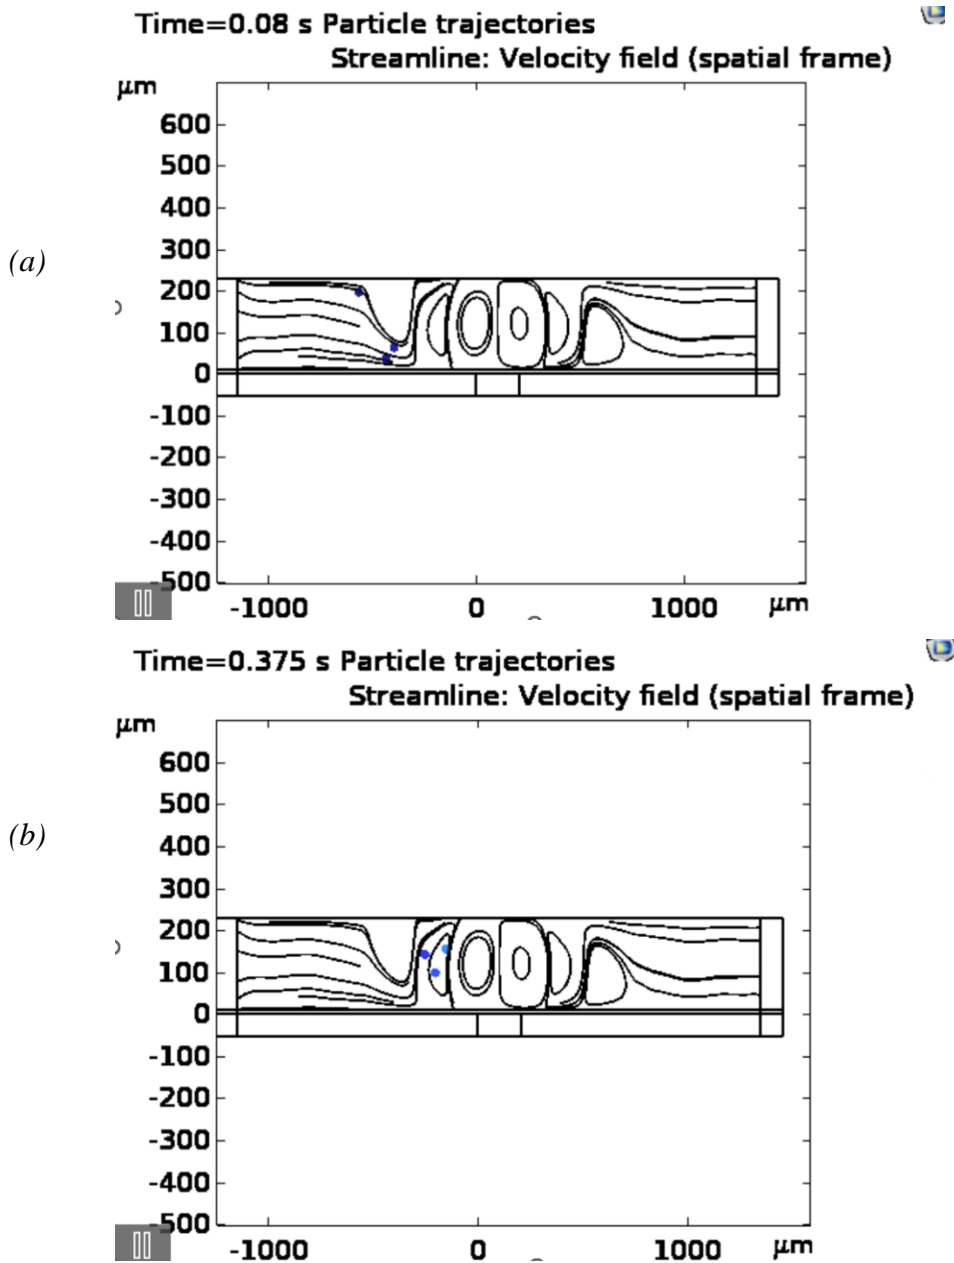 Time=0.08 s Particle trajectories
Streamline: Velocity field (spatial frame)
μm
600
500
400
300
(a)
200
100
0
-100
-200
-300
-400
-500
-1000 0 1000 μm
Time=0.375 s Particle trajectories
Streamline: Velocity field (spatial frame)
μm
600
500
400
300
(b)
200
100
0
-100
-200
-300
-400
-500
-1000 0 1000 μm